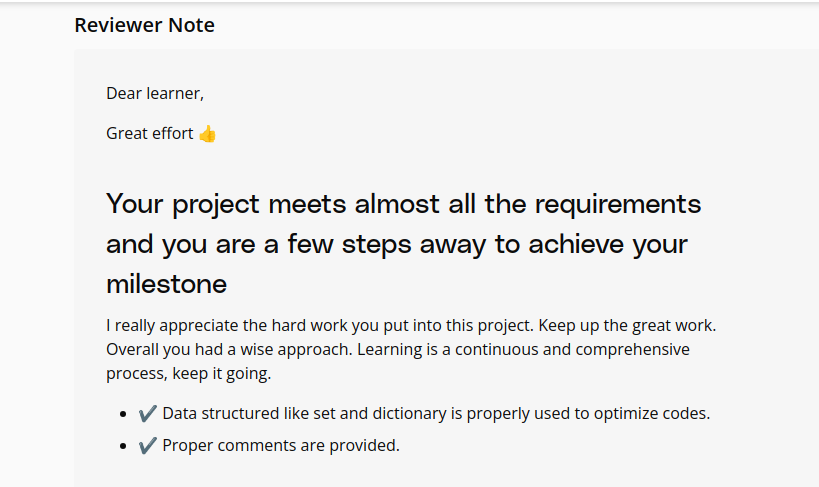 Reviewer Note
Dear learner,
Great effort 👍
Your project meets almost all the requirements
and you are a few steps away to achieve your
milestone
I really appreciate the hard work you put into this project. Keep up the great work.
Overall you had a wise approach. Learning is a continuous and comprehensive
process, keep it going.
• ✔ Data structured like set and dictionary is properly used to optimize codes.
• ✔ Proper comments are provided.